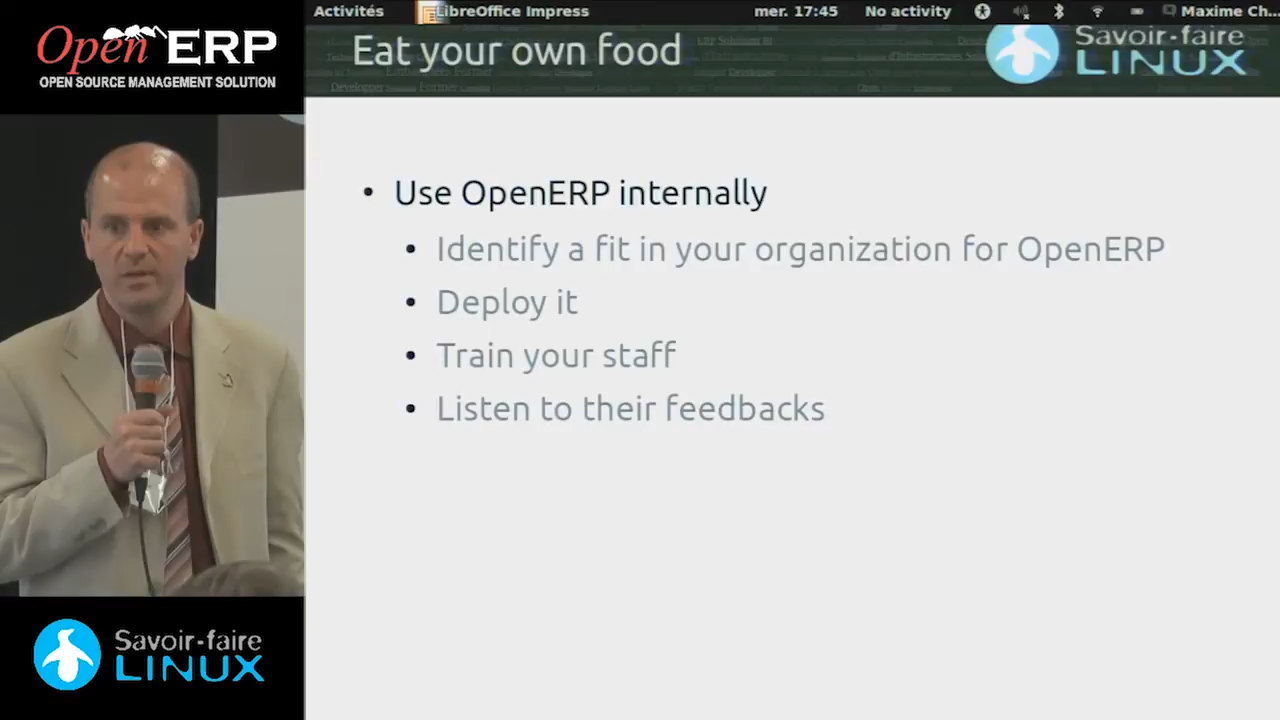 Open ERP
OPEN SOURCE MANAGEMENT SOLUTION
Activités LibreOffice Impress mer. 17:45 No activity Maxime Ch...
Eat your own food
Savoir-faire
LINUX
• Use OpenERP internally
• Identify a fit in your organization for OpenERP
• Deploy it
• Train your staff
• Listen to their feedbacks
Savoir-faire
LINUX